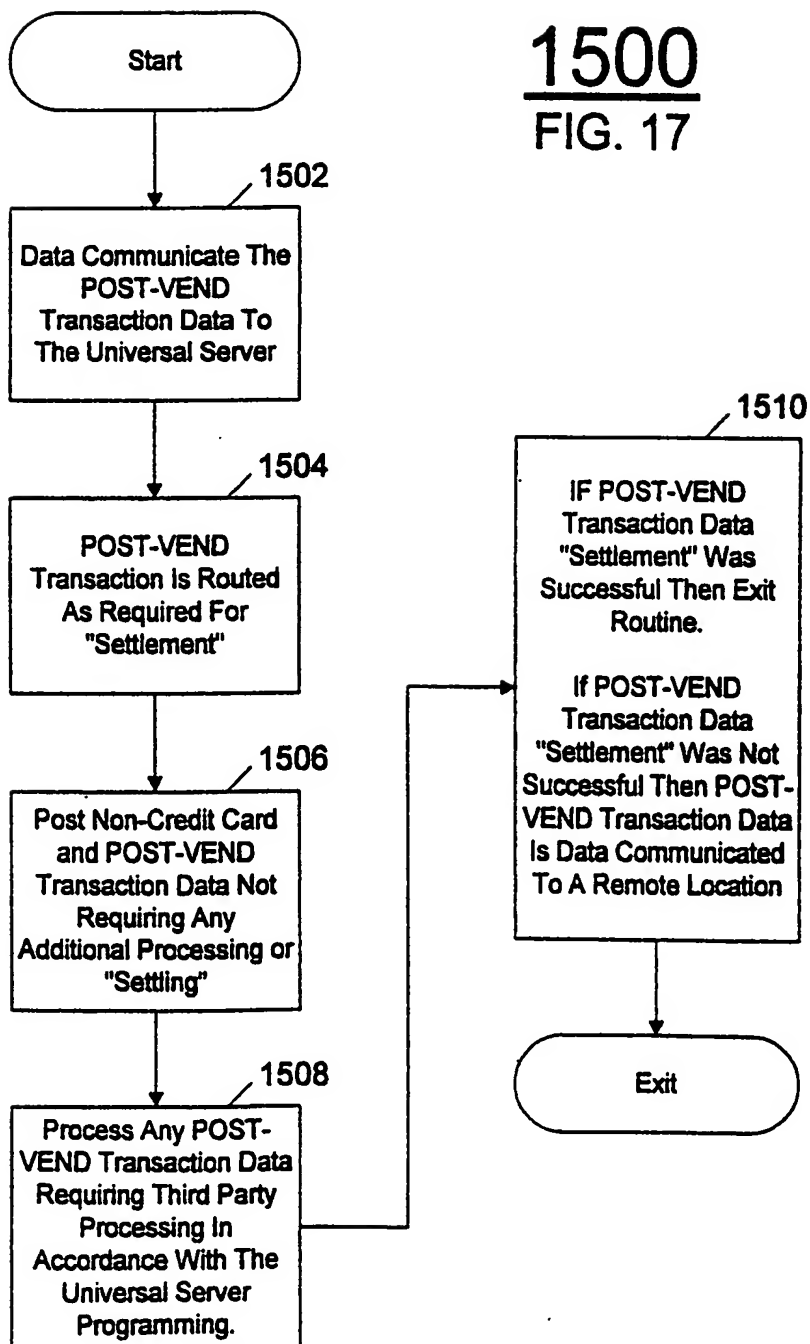 Start
1500
FIG. 17
1502
Data Communicate The
POST-VEND
Transaction Data To
The Universal Server
1504
POST-VEND
Transaction Is Routed
As Required For
"Settlement"
1506
Post Non-Credit Card
and POST-VEND
Transaction Data Not
Requiring Any
Additional Processing or
"Settling"
1508
Process Any POST-
VEND Transaction Data
Requiring Third Party
Processing In
Accordance With The
Universal Server
Programming.
1510
IF POST-VEND
Transaction Data
"Settlement" Was
Successful Then Exit
Routine.
If POST-VEND
Transaction Data
"Settlement" Was Not
Successful Then POST-
VEND Transaction Data
Is Data Communicated
To A Remote Location
Exit